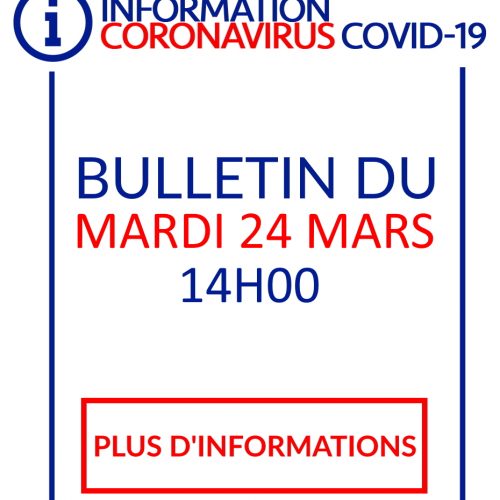 INFORMATION
CORONAVIRUS COVID-19
BULLETIN DU
MARDI 24 MARS
14H00
PLUS D'INFORMATIONS